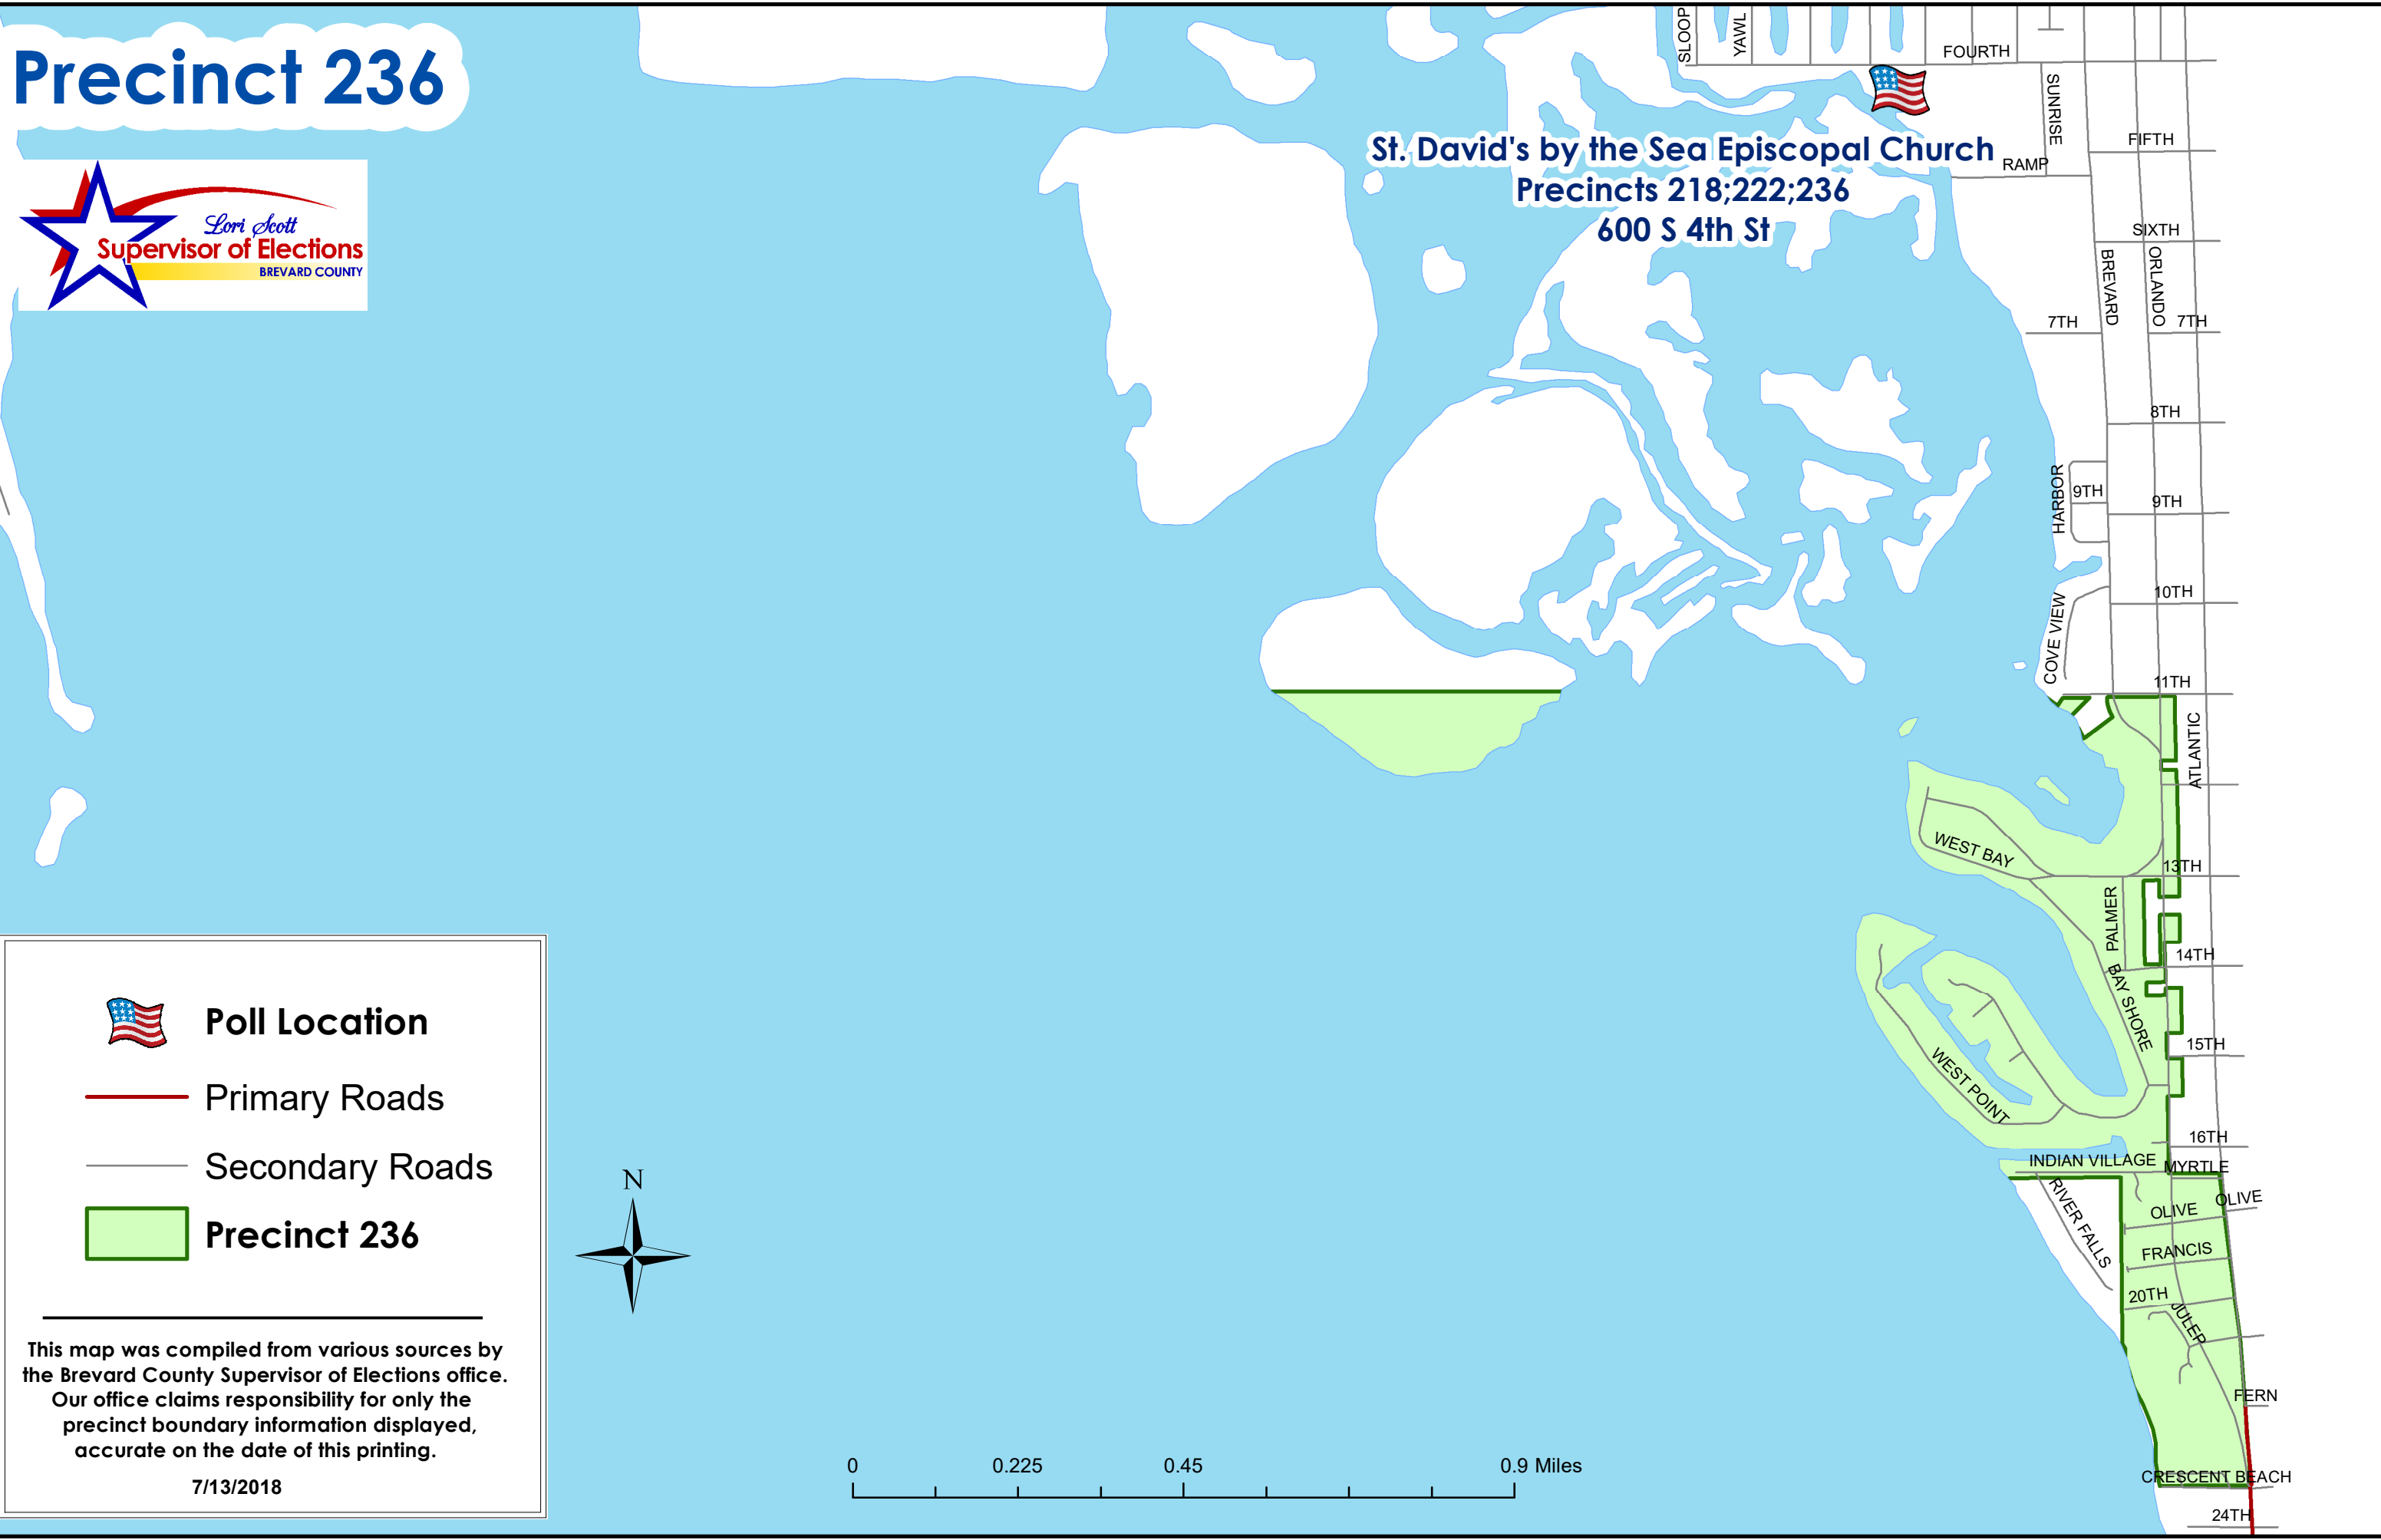 Precinct 236
Lori Scott
Supervisor of Elections
BREVARD COUNTY
SLOOP
YAWL
FOURTH
SUNRISE
St. David's by the Sea Episcopal Church
Precincts 218;222;236
600 S 4th St
FIFTH
RAMP
SIXTH
BREVARD
ORLANDO
7TH
7TH
8TH
HARBOR
9TH
9TH
10TH
COVE VIEW
11TH
ATLANTIC
WEST BAY
13TH
PALMER
14TH
BAY SHORE
15TH
WEST POINT
16TH
INDIAN VILLAGE
MYRTLE
RIVER FALLS
OLIVE
OLIVE
FRANCIS
20TH
JULEP
FERN
CRESCENT BEACH
24TH
Poll Location
Primary Roads
Secondary Roads
Precinct 236
This map was compiled from various sources by
the Brevard County Supervisor of Elections office.
Our office claims responsibility for only the
precinct boundary information displayed,
accurate on the date of this printing.
7/13/2018
N
0 0.225 0.45 0.9 Miles